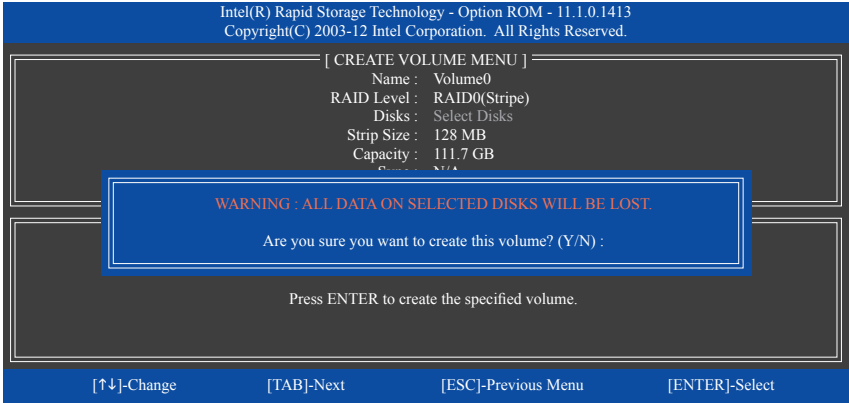 Intel(R) Rapid Storage Technology - Option ROM - 11.1.0.1413
Copyright(C) 2003-12 Intel Corporation. All Rights Reserved.
[ CREATE VOLUME MENU ]
Name : Volume0
RAID Level : RAID0(Stripe)
Disks : Select Disks
Strip Size : 128 MB
Capacity : 111.7 GB
Sync : N/A
WARNING : ALL DATA ON SELECTED DISKS WILL BE LOST.
Are you sure you want to create this volume? (Y/N) :
Press ENTER to create the specified volume.
[↑↓]-Change [TAB]-Next [ESC]-Previous Menu [ENTER]-Select